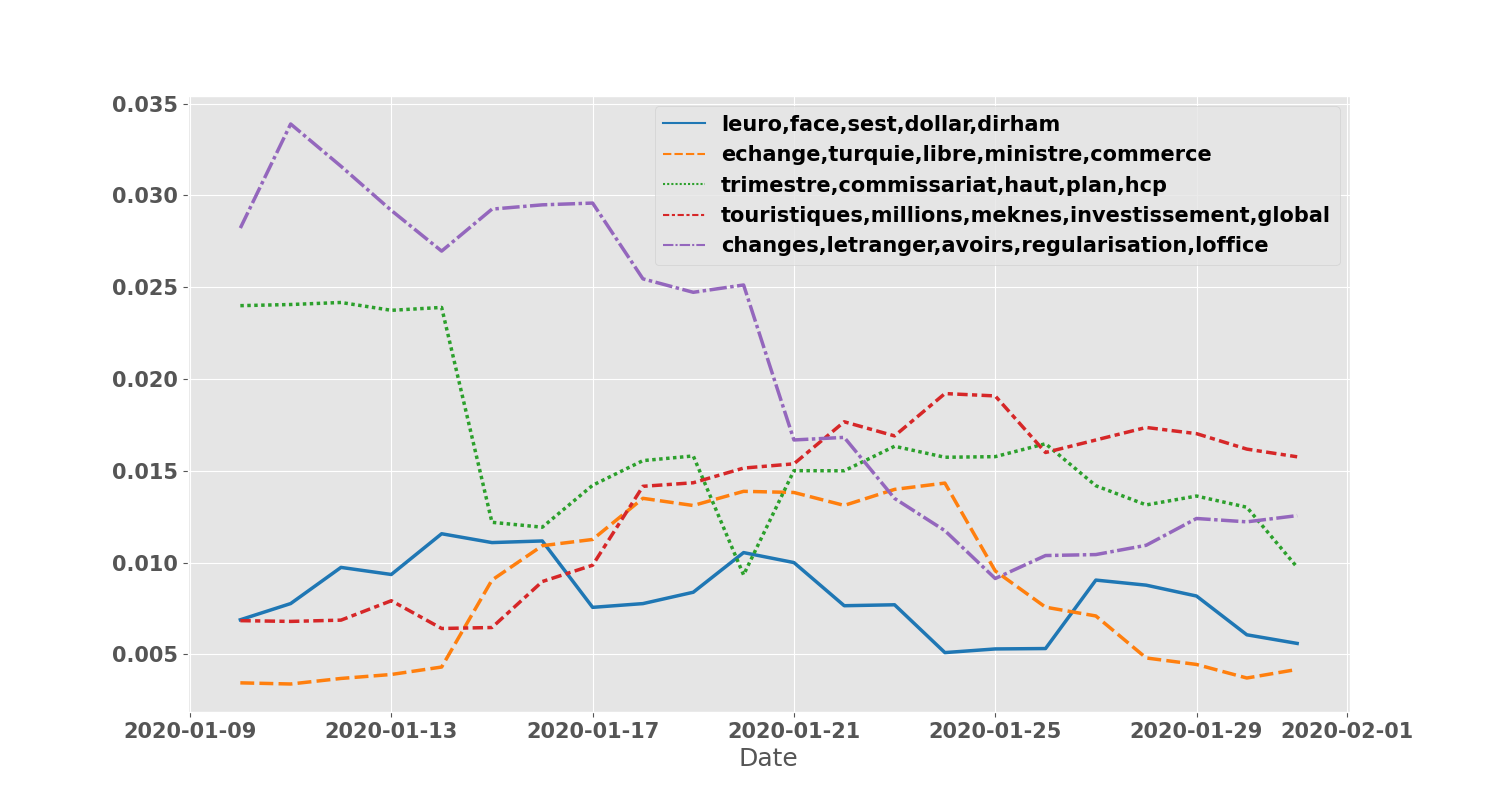 0.035
0.030
0.025
0.020
0.015
0.010
0.005
leuro,face,sest,dollar,dirham
echange,turquie,libre,ministre,commerce
trimestre,commissariat,haut,plan,hcp
touristiques,millions,meknes,investissement,global
changes,letranger,avoirs,regularisation,loffice
2020-01-09 2020-01-13 2020-01-17 2020-01-21 2020-01-25 2020-01-29 2020-02-01
Date